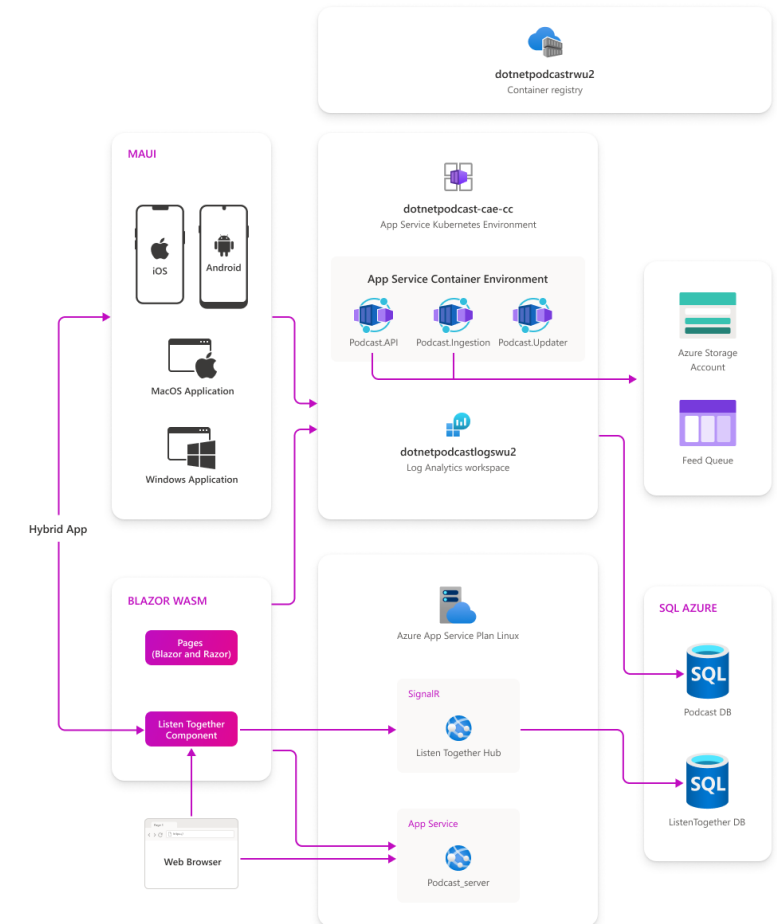 dotnetpodcastrwu2
Container registry
MAUI
iOS
Android
MacOS Application
Windows Application
dotnetpodcast-cae-cc
App Service Kubernetes Environment
App Service Container Environment
Podcast.API
Podcast.Ingestion
Podcast.Updater
dotnetpodcastlogswu2
Log Analytics workspace
Azure Storage
Account
Feed Queue
Hybrid App
BLAZOR WASM
Pages
(Blazor and Razor)
Listen Together
Component
Web Browser
Azure App Service Plan Linux
SignalR
Listen Together Hub
App Service
Podcast_server
SQL AZURE
SQL
Podcast DB
SQL
ListenTogether DB